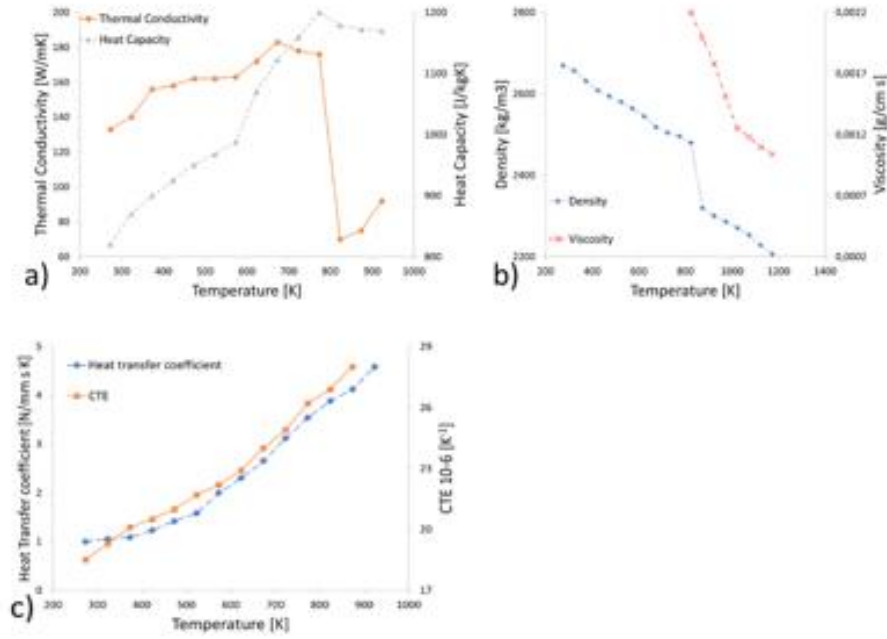 Thermal Conductivity
Heat Capacity
Thermal Conductivity [W/mK]
200
180
160
140
120
100
80
60
Heat Capacity [J/kgK]
1200
1100
1000
900
800
200 300 400 500 600 700 800 900 1000
Temperature [K]
a)
Density [kg/m3]
2800
2600
2400
2200
Viscosity [g/cm s]
0,0022
0,0017
0,0012
0,0007
0,0002
Density
Viscosity
200 400 600 800 1000 1200 1400
Temperature [K]
b)
Heat transfer coefficient
CTE
Heat Transfer coefficient [N/mm s K]
5
4
3
2
1
0
CTE 10-6 [K⁻¹]
29
26
23
20
17
200 300 400 500 600 700 800 900 1000
Temperature [K]
c)